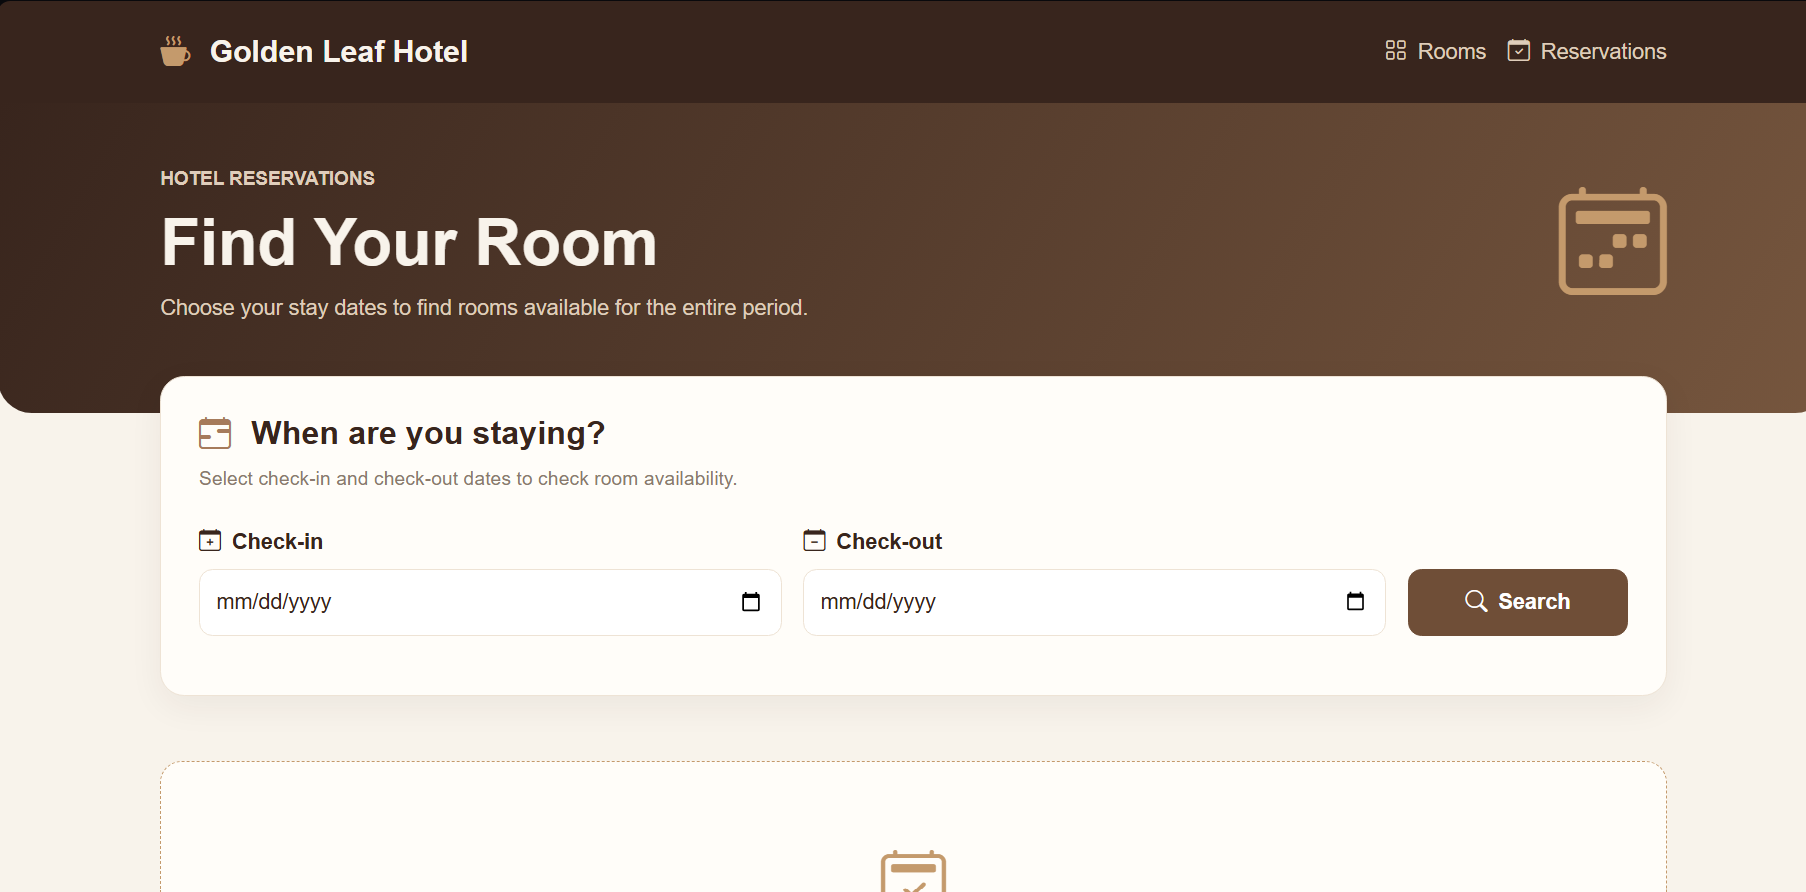 Golden Leaf Hotel
Rooms
Reservations
HOTEL RESERVATIONS
Find Your Room
Choose your stay dates to find rooms available for the entire period.
When are you staying?
Select check-in and check-out dates to check room availability.
Check-in
Check-out
mm/dd/yyyy
mm/dd/yyyy
Search